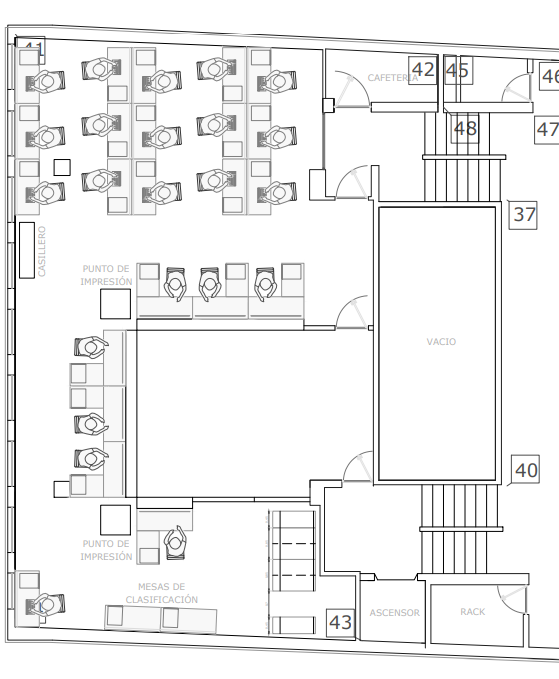 41
CAFETERIA
42
45
46
48
47
37
CASILLERO
PUNTO DE
IMPRESIÓN
VACIO
40
PUNTO DE
IMPRESIÓN
MESAS DE
CLASIFICACIÓN
43
ASCENSOR
RACK